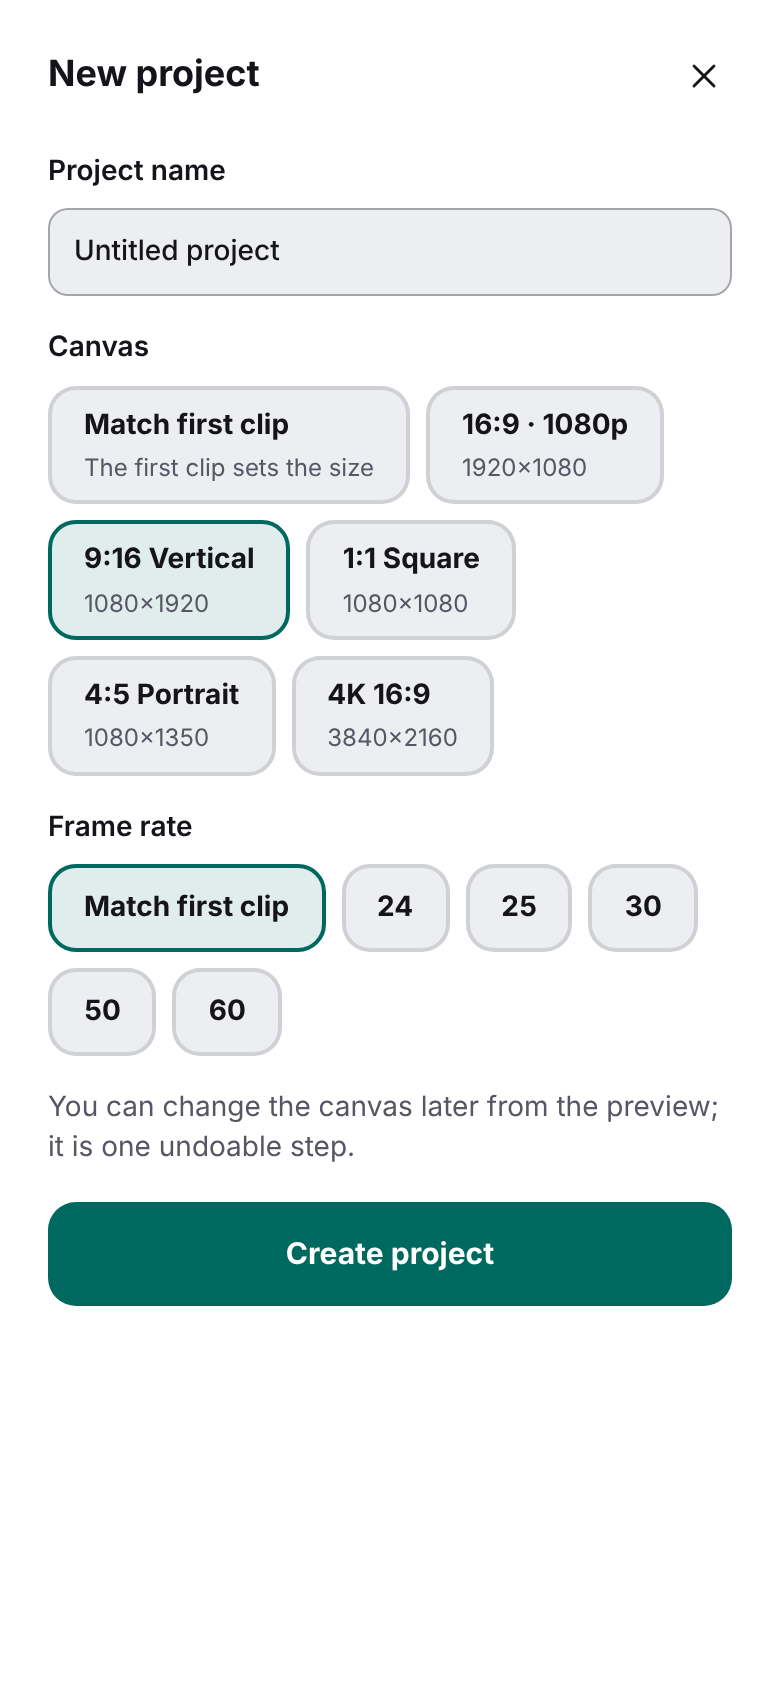 New project
Project name
Untitled project
Canvas
Match first clip
The first clip sets the size
16:9 · 1080p
1920×1080
9:16 Vertical
1080×1920
1:1 Square
1080×1080
4:5 Portrait
1080×1350
4K 16:9
3840×2160
Frame rate
Match first clip
24
25
30
50
60
You can change the canvas later from the preview;
it is one undoable step.
Create project